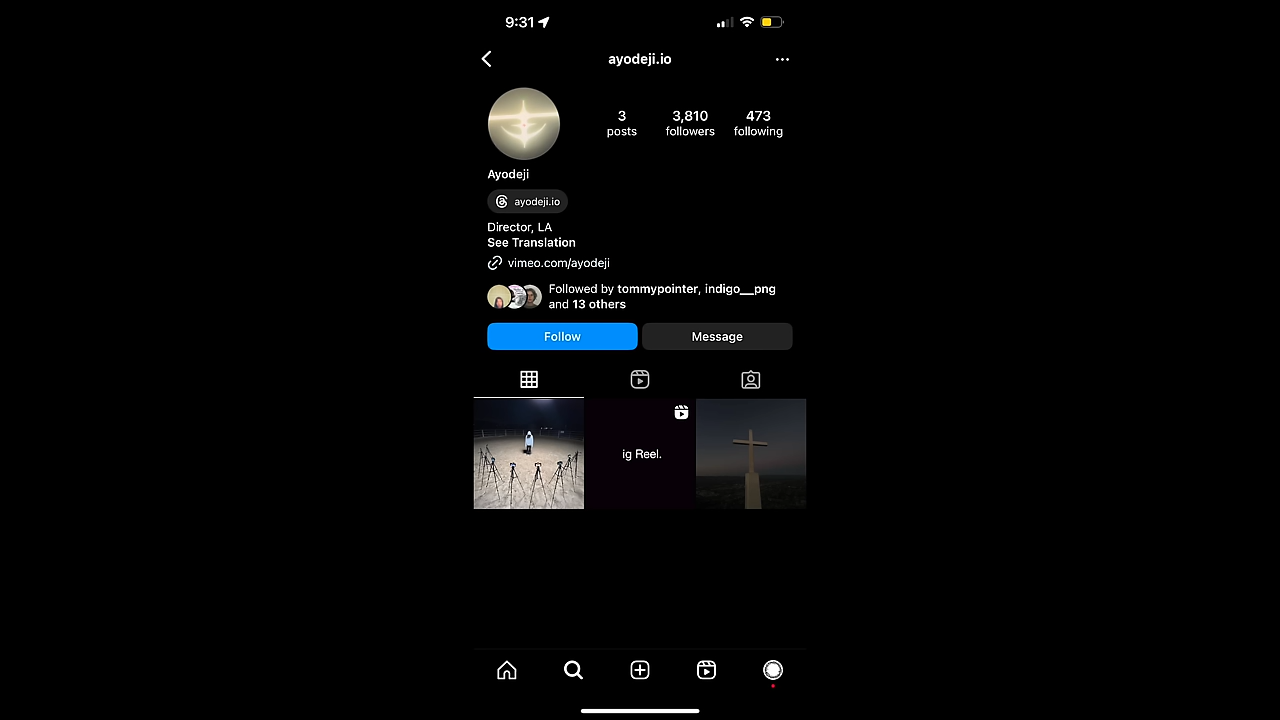 9:31
ayodeji.io
3 3,810 473
posts followers following
Ayodeji
ayodeji.io
Director, LA
See Translation
vimeo.com/ayodeji
Followed by tommypointer, indigo__png
and 13 others
Follow Message
ig Reel.